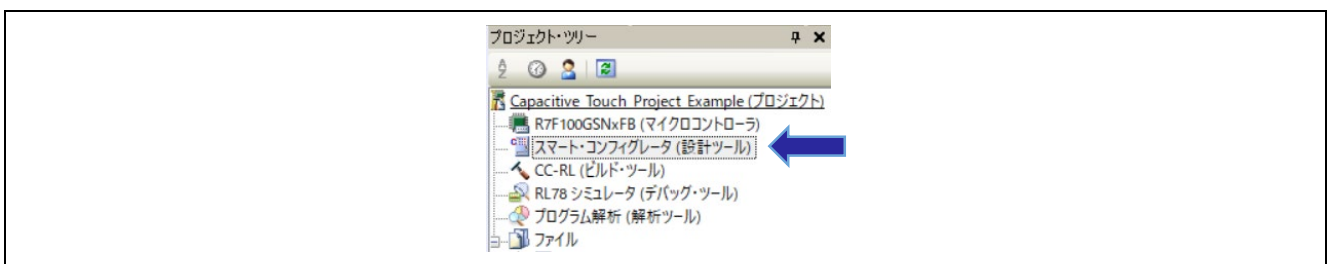 プロジェクト・ツリー
Capacitive Touch Project Example (プロジェクト)
R7F100GSNxFB (マイクロコントローラ)
スマート・コンフィグレータ (設計ツール)
CC-RL (ビルド・ツール)
RL78 シミュレータ (デバッグ・ツール)
プログラム解析 (解析ツール)
ファイル